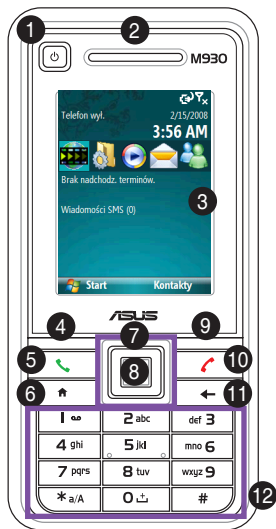 1
2
M930
Telefon wył.
2/15/2008
3:56 AM
Brak nadchodz. terminów.
3
Wiadomości SMS (0)
Start Kontakty
ASUS
4 7 9
5 8 10
6 11
1 2 abc def 3
4 ghi 5 jkl mno 6
7 pqrs 8 tuv wxyz 9
* a/A 0 + #
12